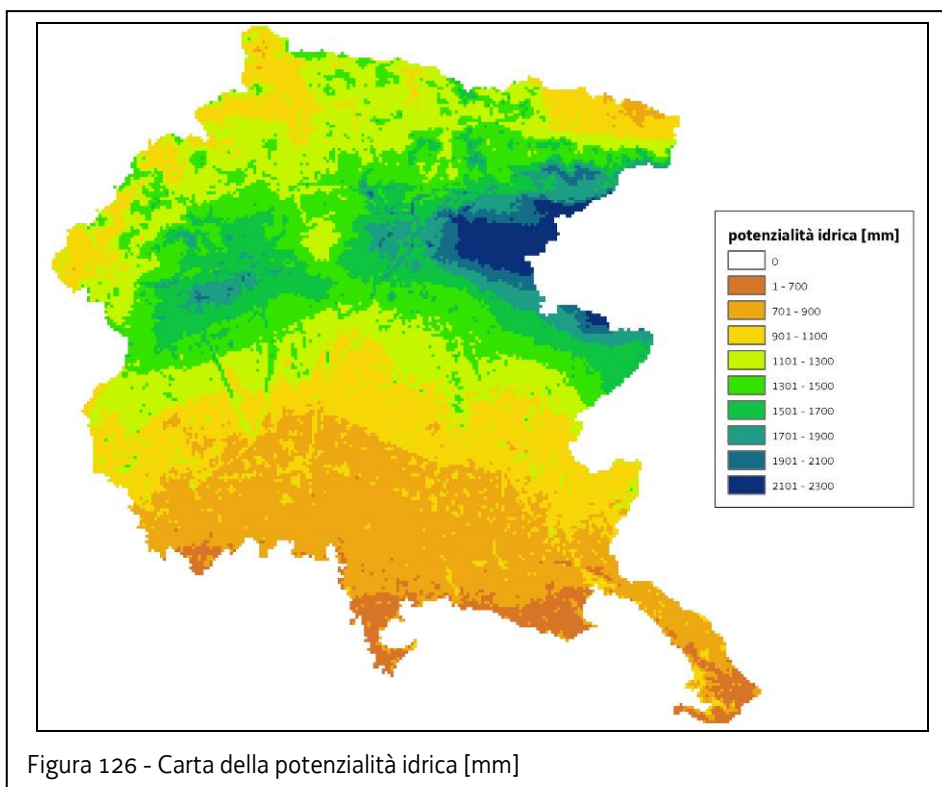 potenzialità idrica [mm]
0
1 - 700
701 - 900
901 - 1100
1101 - 1300
1301 - 1500
1501 - 1700
1701 - 1900
1901 - 2100
2101 - 2300
Figura 126 - Carta della potenzialità idrica [mm]